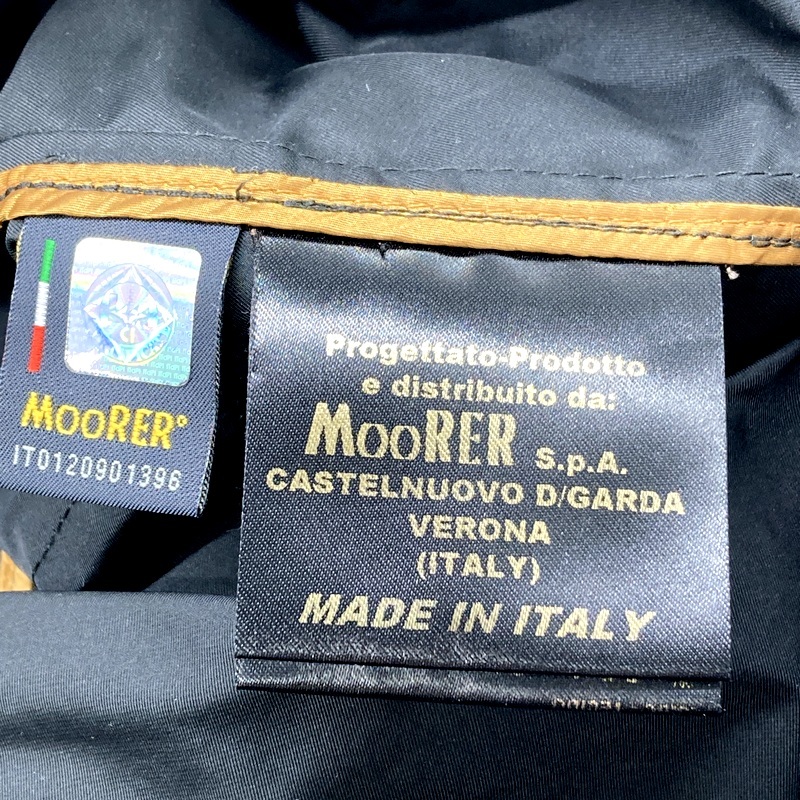 MOORER°
IT0120901396
Progettato-Prodotto
e distribuito da:
MOORER S.p.A.
CASTELNUOVO D/GARDA
VERONA
(ITALY)
MADE IN ITALY